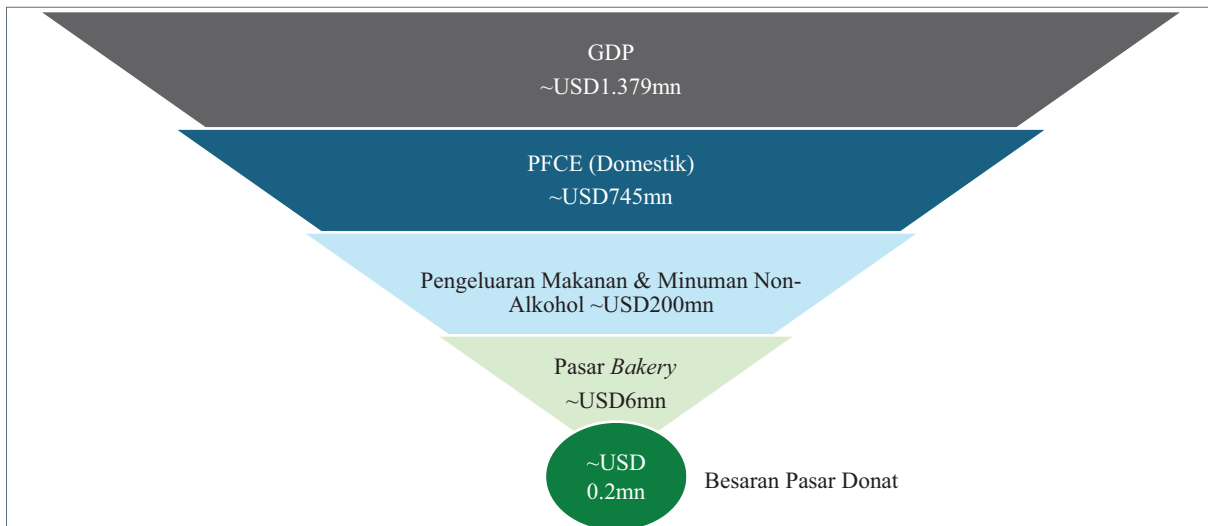 GDP
~USD1.379mn
PFCE (Domestik)
~USD745mn
Pengeluaran Makanan & Minuman Non-
Alkohol ~USD200mn
Pasar Bakery
~USD6mn
~USD
0.2mn
Besaran Pasar Donat